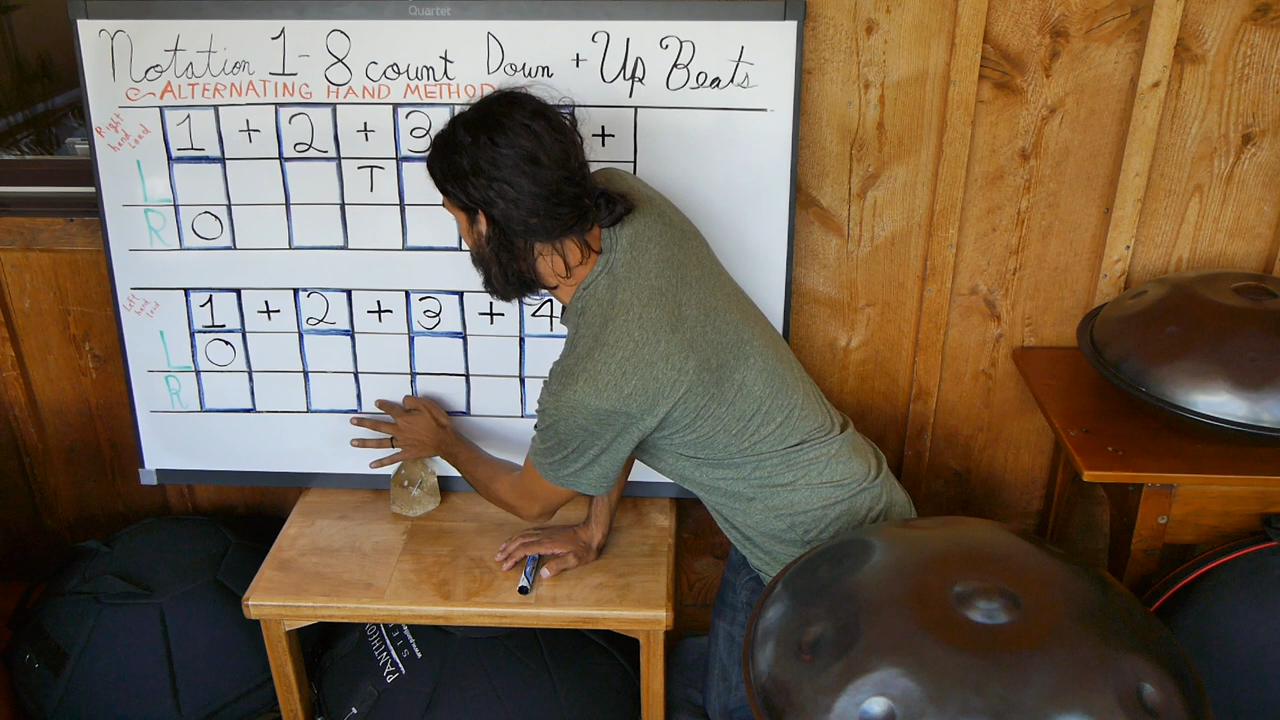 Quartet
Notation 1-8 count Down + Up Beats
ALTERNATING HAND METHOD
Right hand Lead
1 + 2 + 3 +
L T
R O
Left hand Lead
1 + 2 + 3 + 4
L O
R
PANTHEON
STEEL